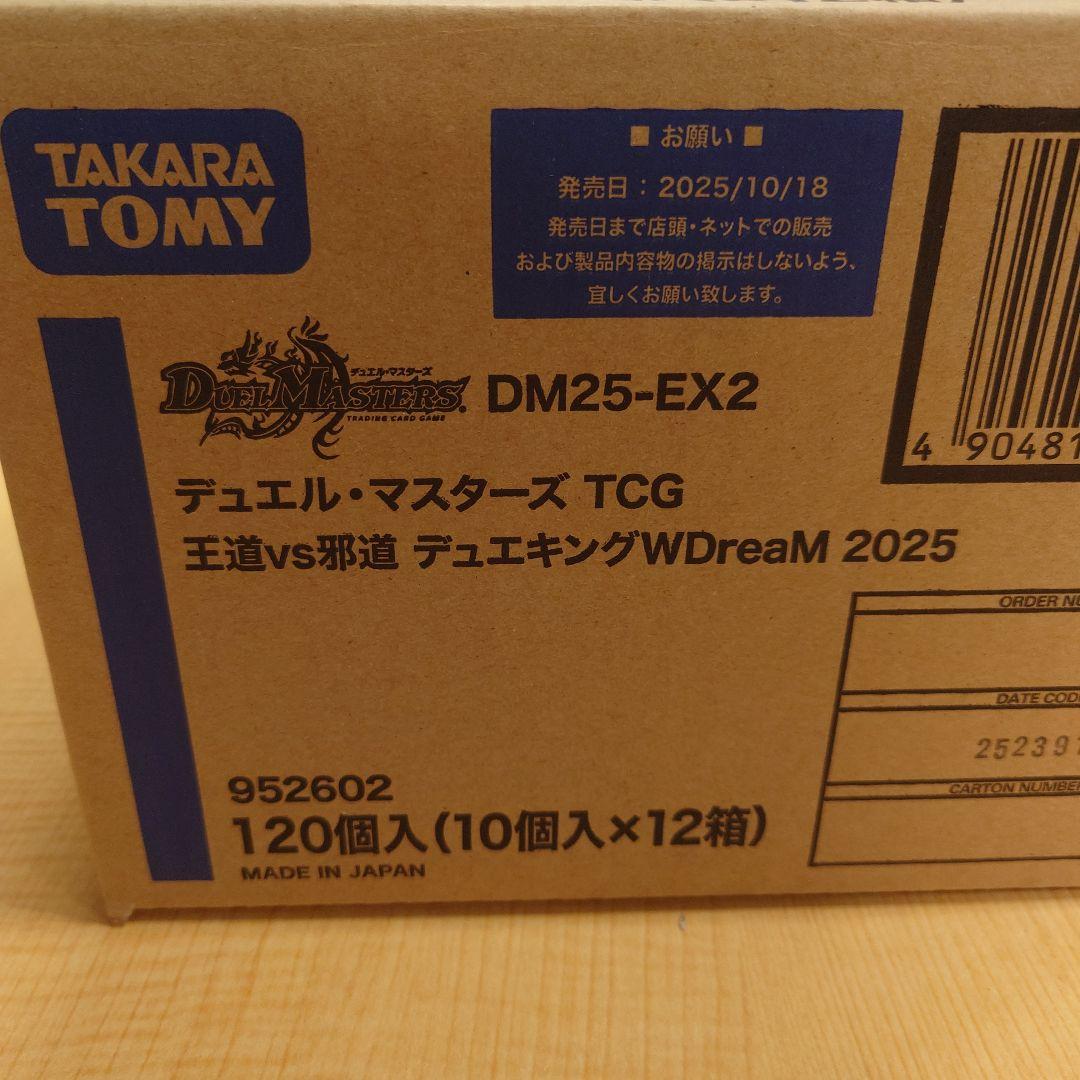 TAKARA
TOMY
■ お願い ■
発売日：2025/10/18
発売日まで店頭・ネットでの販売
および製品内容物の掲示はしないよう、
宜しくお願い致します。
デュエル・マスターズ
DUEL MASTERS.
TRADING CARD GAME
DM25-EX2
4 90481
デュエル・マスターズ TCG
王道vs邪道 デュエキングWDreaM 2025
ORDER
DATE CODE
25239
CARTON NUMBER
952602
120個入(10個入×12箱)
MADE IN JAPAN